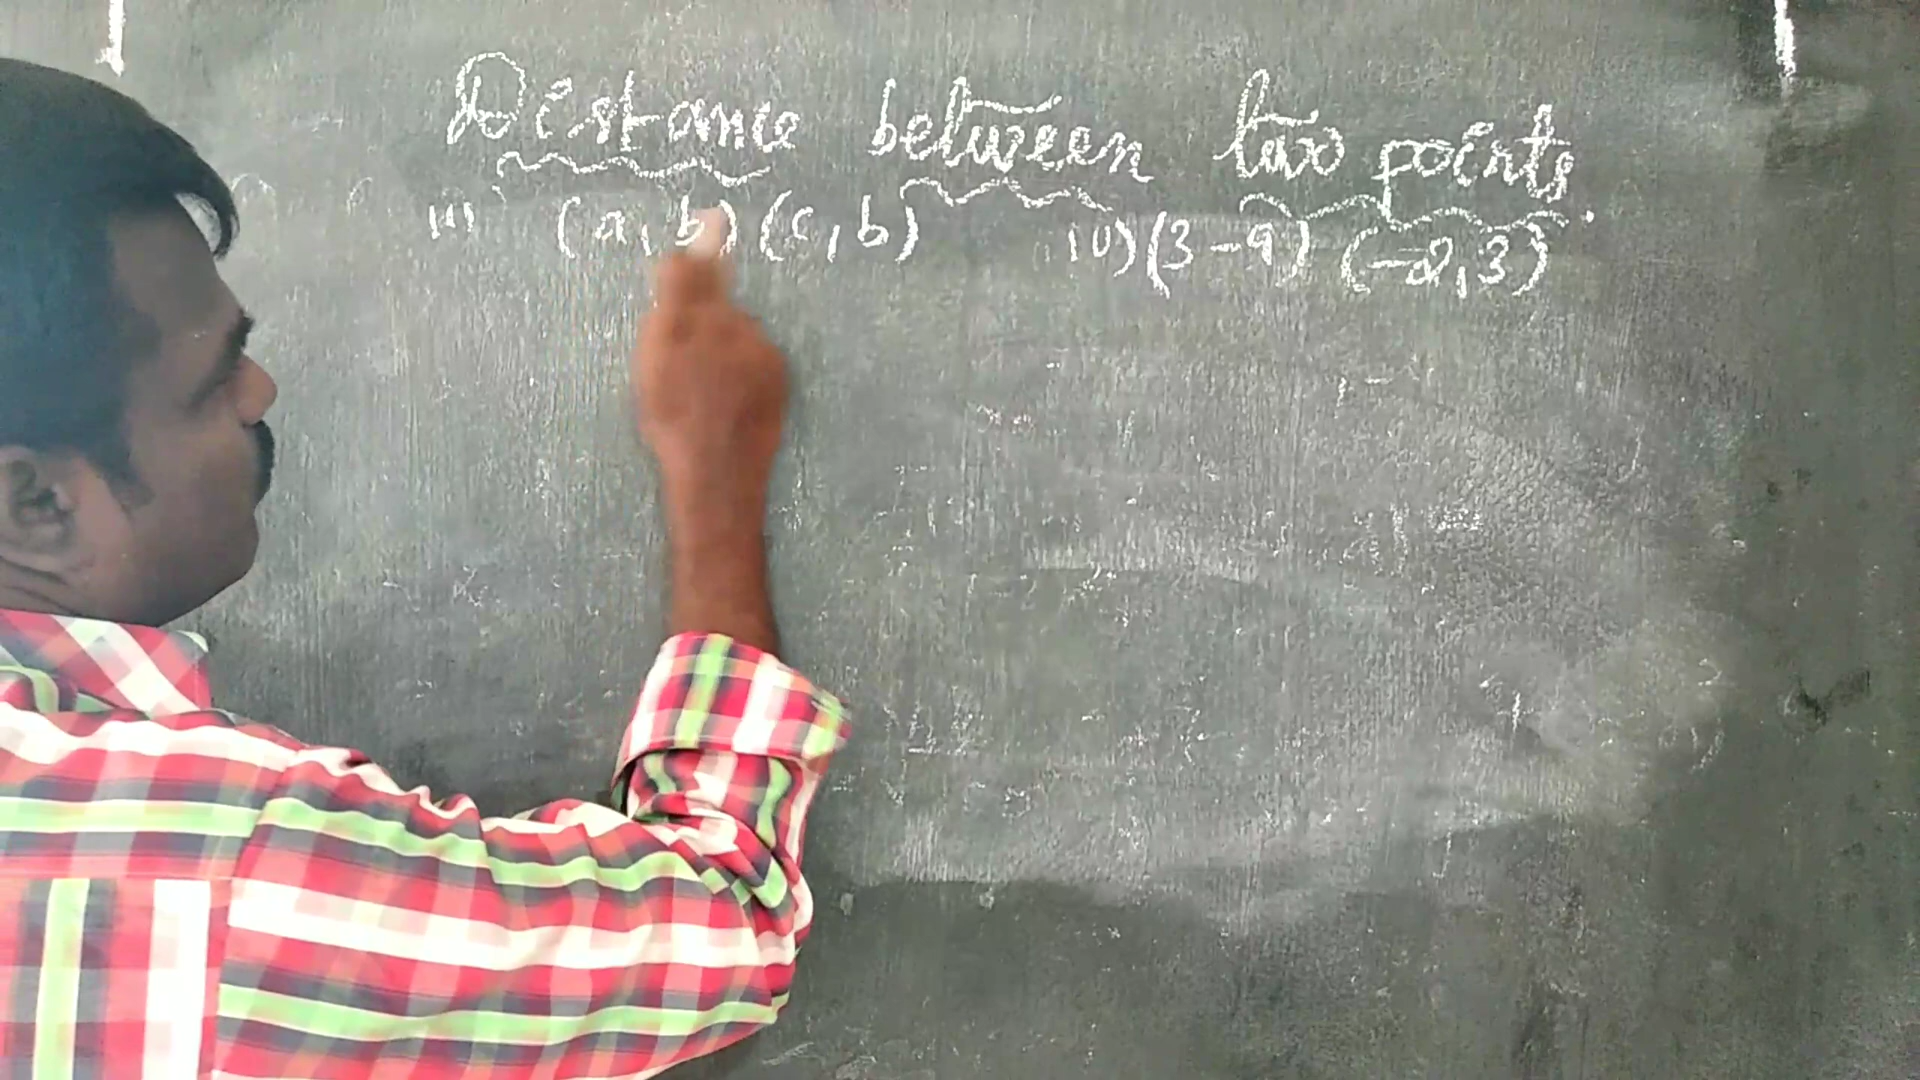 Distance between two points.
iii) (a, b) (c, b) iv) (3 -9) (-2, 3)